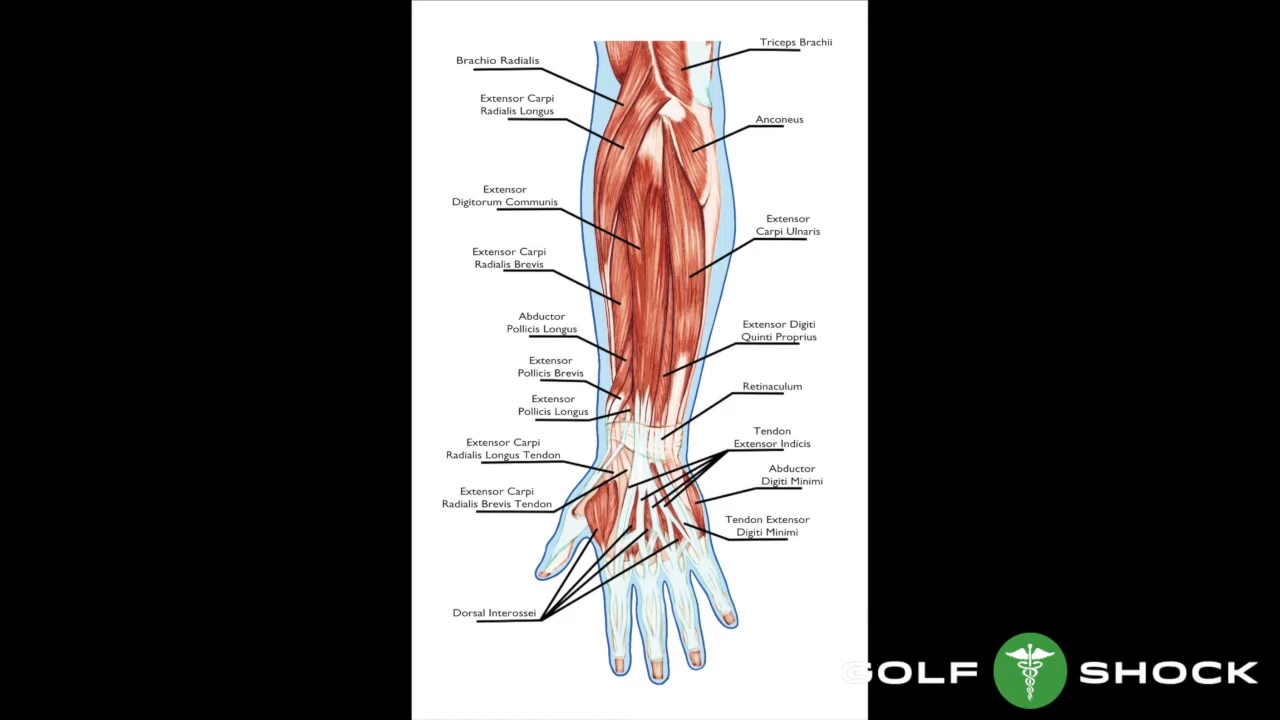 Triceps Brachii
Brachio Radialis
Extensor Carpi
Radialis Longus
Anconeus
Extensor
Digitorum Communis
Extensor
Carpi Ulnaris
Extensor Carpi
Radialis Brevis
Abductor
Pollicis Longus
Extensor Digiti
Quinti Proprius
Extensor
Pollicis Brevis
Retinaculum
Extensor
Pollicis Longus
Tendon
Extensor Indicis
Extensor Carpi
Radialis Longus Tendon
Abductor
Digiti Minimi
Extensor Carpi
Radialis Brevis Tendon
Tendon Extensor
Digiti Minimi
Dorsal Interossei
GOLF SHOCK